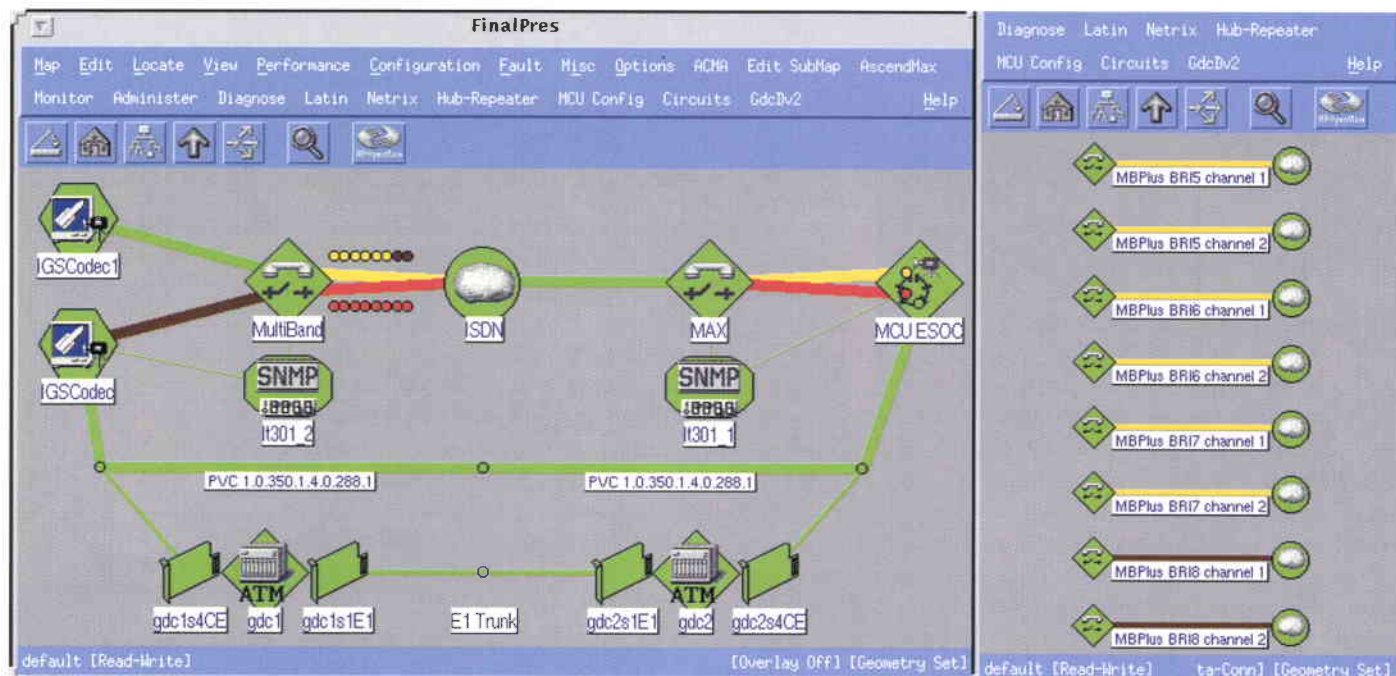 FinalPres
Map Edit Locate View Performance Configuration Fault Misc Options ACMA Edit SubMap AscendMax
Monitor Administer Diagnose Latin Netrix Hub-Repeater MCU Config Circuits GdcDv2 Help
IGSCodec1
IGSCodec
MultiBand
ISDN
MAX
MCU ESOC
SNMP
lt301_2
SNMP
lt301_1
PVC 1.0.350.1.4.0.288.1
PVC 1.0.350.1.4.0.288.1
ATM
ATM
gdc1s4CE
gdc1
gdc1s1E1
E1 Trunk
gdc2s1E1
gdc2
gdc2s4CE
default [Read-Write] [Overlay Off] [Geometry Set]
Diagnose Latin Netrix Hub-Repeater
MCU Config Circuits GdcDv2 Help
MBPlus BRI5 channel 1
MBPlus BRI5 channel 2
MBPlus BRI6 channel 1
MBPlus BRI6 channel 2
MBPlus BRI7 channel 1
MBPlus BRI7 channel 2
MBPlus BRI8 channel 1
MBPlus BRI8 channel 2
default [Read-Write] ta-Conn] [Geometry Set]